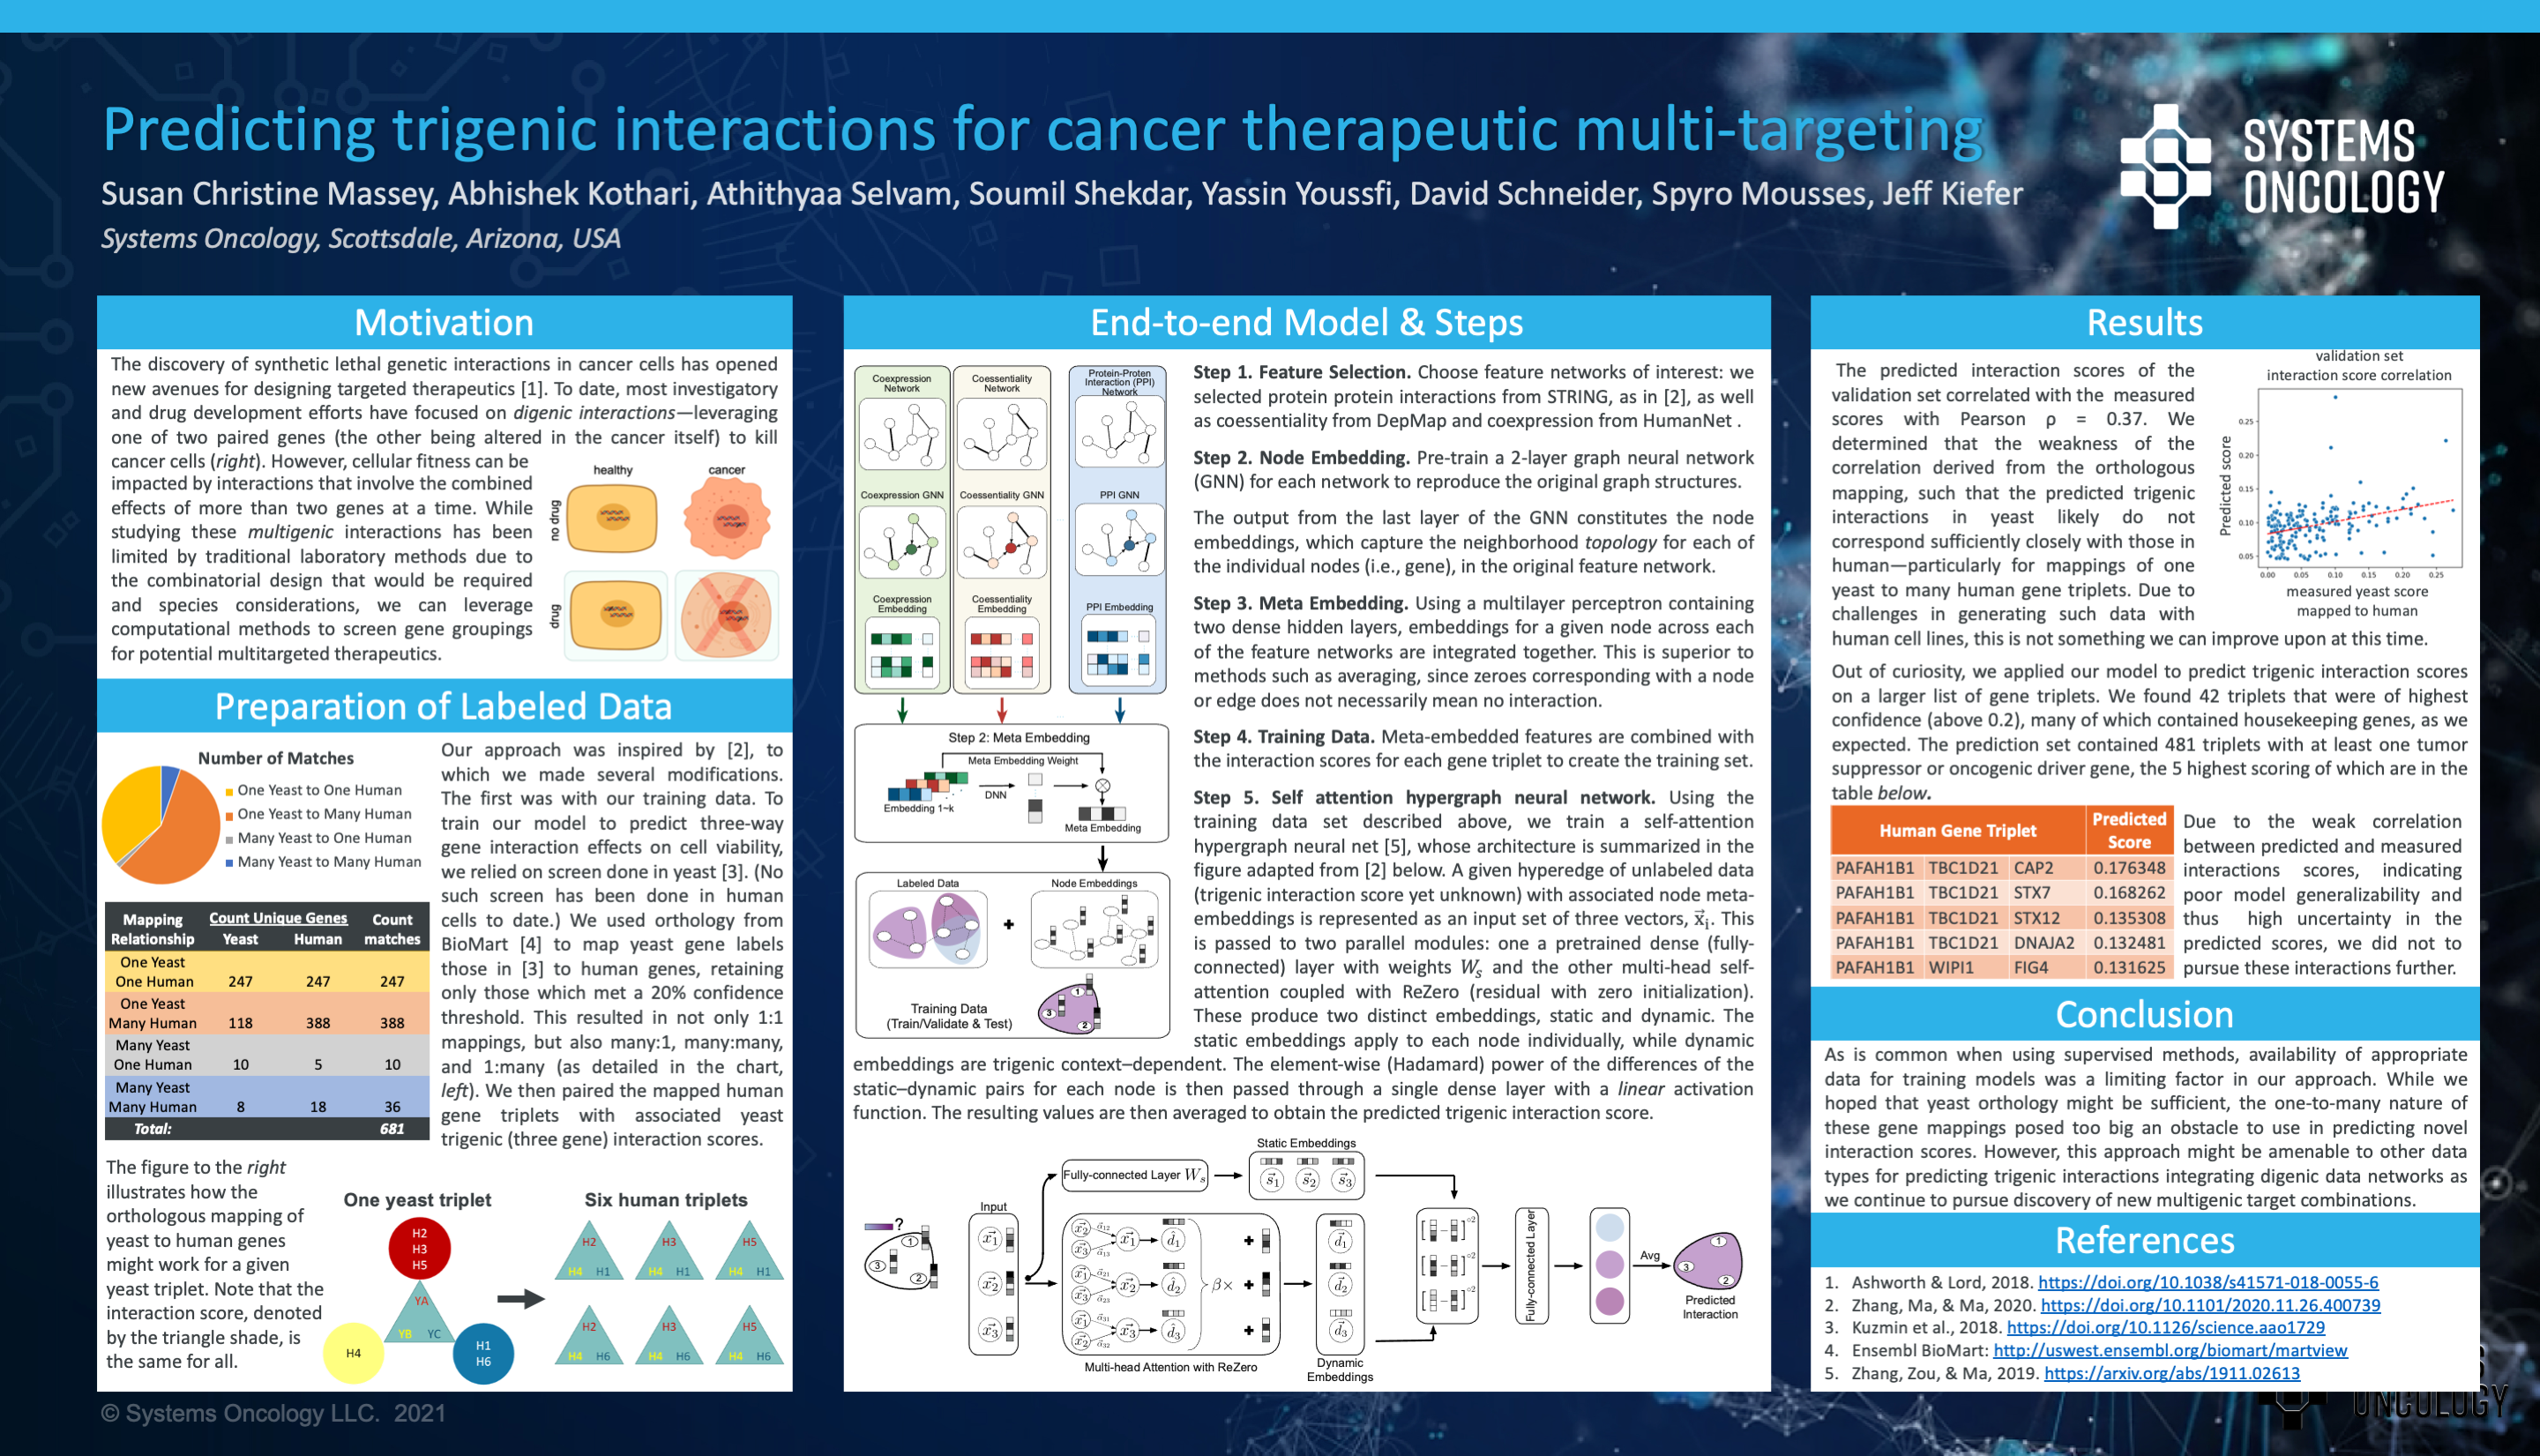 Predicting trigenic interactions for cancer therapeutic multi-targeting
Susan Christine Massey, Abhishek Kothari, Athithyaa Selvam, Soumil Shekdar, Yassin Youssfi, David Schneider, Spyro Mousses, Jeff Kiefer
Systems Oncology, Scottsdale, Arizona, USA
SYSTEMS
ONCOLOGY
Motivation
The discovery of synthetic lethal genetic interactions in cancer cells has opened
new avenues for designing targeted therapeutics [1]. To date, most investigatory
and drug development efforts have focused on digenic interactions—leveraging
one of two paired genes (the other being altered in the cancer itself) to kill
cancer cells (right). However, cellular fitness can be
impacted by interactions that involve the combined
effects of more than two genes at a time. While
studying these multigenic interactions has been
limited by traditional laboratory methods due to
the combinatorial design that would be required
and species considerations, we can leverage
computational methods to screen gene groupings
for potential multitargeted therapeutics.
healthy
cancer
no drug
drug
Preparation of Labeled Data
Number of Matches
One Yeast to One Human
One Yeast to Many Human
Many Yeast to One Human
Many Yeast to Many Human
Mapping Relationship
Count Unique Genes
Yeast Human
Count matches
One Yeast
One Human 247 247 247
One Yeast
Many Human 118 388 388
Many Yeast
One Human 10 5 10
Many Yeast
Many Human 8 18 36
Total: 681
Our approach was inspired by [2], to
which we made several modifications.
The first was with our training data. To
train our model to predict three-way
gene interaction effects on cell viability,
we relied on screen done in yeast [3]. (No
such screen has been done in human
cells to date.) We used orthology from
BioMart [4] to map yeast gene labels
those in [3] to human genes, retaining
only those which met a 20% confidence
threshold. This resulted in not only 1:1
mappings, but also many:1, many:many,
and 1:many (as detailed in the chart,
left). We then paired the mapped human
gene triplets with associated yeast
trigenic (three gene) interaction scores.
The figure to the right
illustrates how the
orthologous mapping of
yeast to human genes
might work for a given
yeast triplet. Note that the
interaction score, denoted
by the triangle shade, is
the same for all.
One yeast triplet
H2
H3
H5
YA
YB YC
H4
H1
H6
Six human triplets
H2 H3 H5
H4 H1 H4 H1 H4 H1
H2 H3 H5
H4 H6 H4 H6 H4 H6
End-to-end Model & Steps
Coexpression Network
Coessentiality Network
Protein-Proten Interaction (PPI) Network
Coexpression GNN
Coessentiality GNN
PPI GNN
Coexpression Embedding
Coessentiality Embedding
PPI Embedding
Step 2: Meta Embedding
Meta Embedding Weight
DNN
Embedding 1~k
Meta Embedding
Labeled Data
+
Node Embeddings
Training Data
(Train/Validate & Test)
1
3
2
Step 1. Feature Selection. Choose feature networks of interest: we
selected protein protein interactions from STRING, as in [2], as well
as coessentiality from DepMap and coexpression from HumanNet .
Step 2. Node Embedding. Pre-train a 2-layer graph neural network
(GNN) for each network to reproduce the original graph structures.
The output from the last layer of the GNN constitutes the node
embeddings, which capture the neighborhood topology for each of
the individual nodes (i.e., gene), in the original feature network.
Step 3. Meta Embedding. Using a multilayer perceptron containing
two dense hidden layers, embeddings for a given node across each
of the feature networks are integrated together. This is superior to
methods such as averaging, since zeroes corresponding with a node
or edge does not necessarily mean no interaction.
Step 4. Training Data. Meta-embedded features are combined with
the interaction scores for each gene triplet to create the training set.
Step 5. Self attention hypergraph neural network. Using the
training data set described above, we train a self-attention
hypergraph neural net [5], whose architecture is summarized in the
figure adapted from [2] below. A given hyperedge of unlabeled data
(trigenic interaction score yet unknown) with associated node meta-
embeddings is represented as an input set of three vectors, x⃗ᵢ. This
is passed to two parallel modules: one a pretrained dense (fully-
connected) layer with weights Wₛ and the other multi-head self-
attention coupled with ReZero (residual with zero initialization).
These produce two distinct embeddings, static and dynamic. The
static embeddings apply to each node individually, while dynamic
embeddings are trigenic context–dependent. The element-wise (Hadamard) power of the differences of the
static–dynamic pairs for each node is then passed through a single dense layer with a linear activation
function. The resulting values are then averaged to obtain the predicted trigenic interaction score.
?
1
3
2
Input
x⃗₁
x⃗₂
x⃗₃
Fully-connected Layer Wₛ
Static Embeddings
s⃗₁ s⃗₂ s⃗₃
x⃗₂ α⃗₁₂ x⃗₁ d̂₁ +
x⃗₃ α⃗₁₃
x⃗₁ α⃗₂₁ x⃗₂ d̂₂ β× +
x⃗₃ α⃗₂₃
x⃗₁ α⃗₃₁ x⃗₃ d̂₃ +
x⃗₂ α⃗₃₂
Multi-head Attention with ReZero
d⃗₁
d⃗₂
d⃗₃
Dynamic
Embeddings
[ - ]°²
[ - ]°²
[ - ]°²
Fully-connected Layer
Avg
1
3
2
Predicted
Interaction
Results
The predicted interaction scores of the
validation set correlated with the measured
scores with Pearson ρ = 0.37. We
determined that the weakness of the
correlation derived from the orthologous
mapping, such that the predicted trigenic
interactions in yeast likely do not
correspond sufficiently closely with those in
human—particularly for mappings of one
yeast to many human gene triplets. Due to
challenges in generating such data with
human cell lines, this is not something we can improve upon at this time.
validation set
interaction score correlation
Predicted score
0.25
0.20
0.15
0.10
0.05
0.00 0.05 0.10 0.15 0.20 0.25
measured yeast score
mapped to human
Out of curiosity, we applied our model to predict trigenic interaction scores
on a larger list of gene triplets. We found 42 triplets that were of highest
confidence (above 0.2), many of which contained housekeeping genes, as we
expected. The prediction set contained 481 triplets with at least one tumor
suppressor or oncogenic driver gene, the 5 highest scoring of which are in the
table below.
Human Gene Triplet Predicted Score
PAFAH1B1 TBC1D21 CAP2 0.176348
PAFAH1B1 TBC1D21 STX7 0.168262
PAFAH1B1 TBC1D21 STX12 0.135308
PAFAH1B1 TBC1D21 DNAJA2 0.132481
PAFAH1B1 WIPI1 FIG4 0.131625
Due to the weak correlation
between predicted and measured
interactions scores, indicating
poor model generalizability and
thus high uncertainty in the
predicted scores, we did not to
pursue these interactions further.
Conclusion
As is common when using supervised methods, availability of appropriate
data for training models was a limiting factor in our approach. While we
hoped that yeast orthology might be sufficient, the one-to-many nature of
these gene mappings posed too big an obstacle to use in predicting novel
interaction scores. However, this approach might be amenable to other data
types for predicting trigenic interactions integrating digenic data networks as
we continue to pursue discovery of new multigenic target combinations.
References
1. Ashworth & Lord, 2018. https://doi.org/10.1038/s41571-018-0055-6
2. Zhang, Ma, & Ma, 2020. https://doi.org/10.1101/2020.11.26.400739
3. Kuzmin et al., 2018. https://doi.org/10.1126/science.aao1729
4. Ensembl BioMart: http://uswest.ensembl.org/biomart/martview
5. Zhang, Zou, & Ma, 2019. https://arxiv.org/abs/1911.02613
© Systems Oncology LLC. 2021
ONCOLOGY